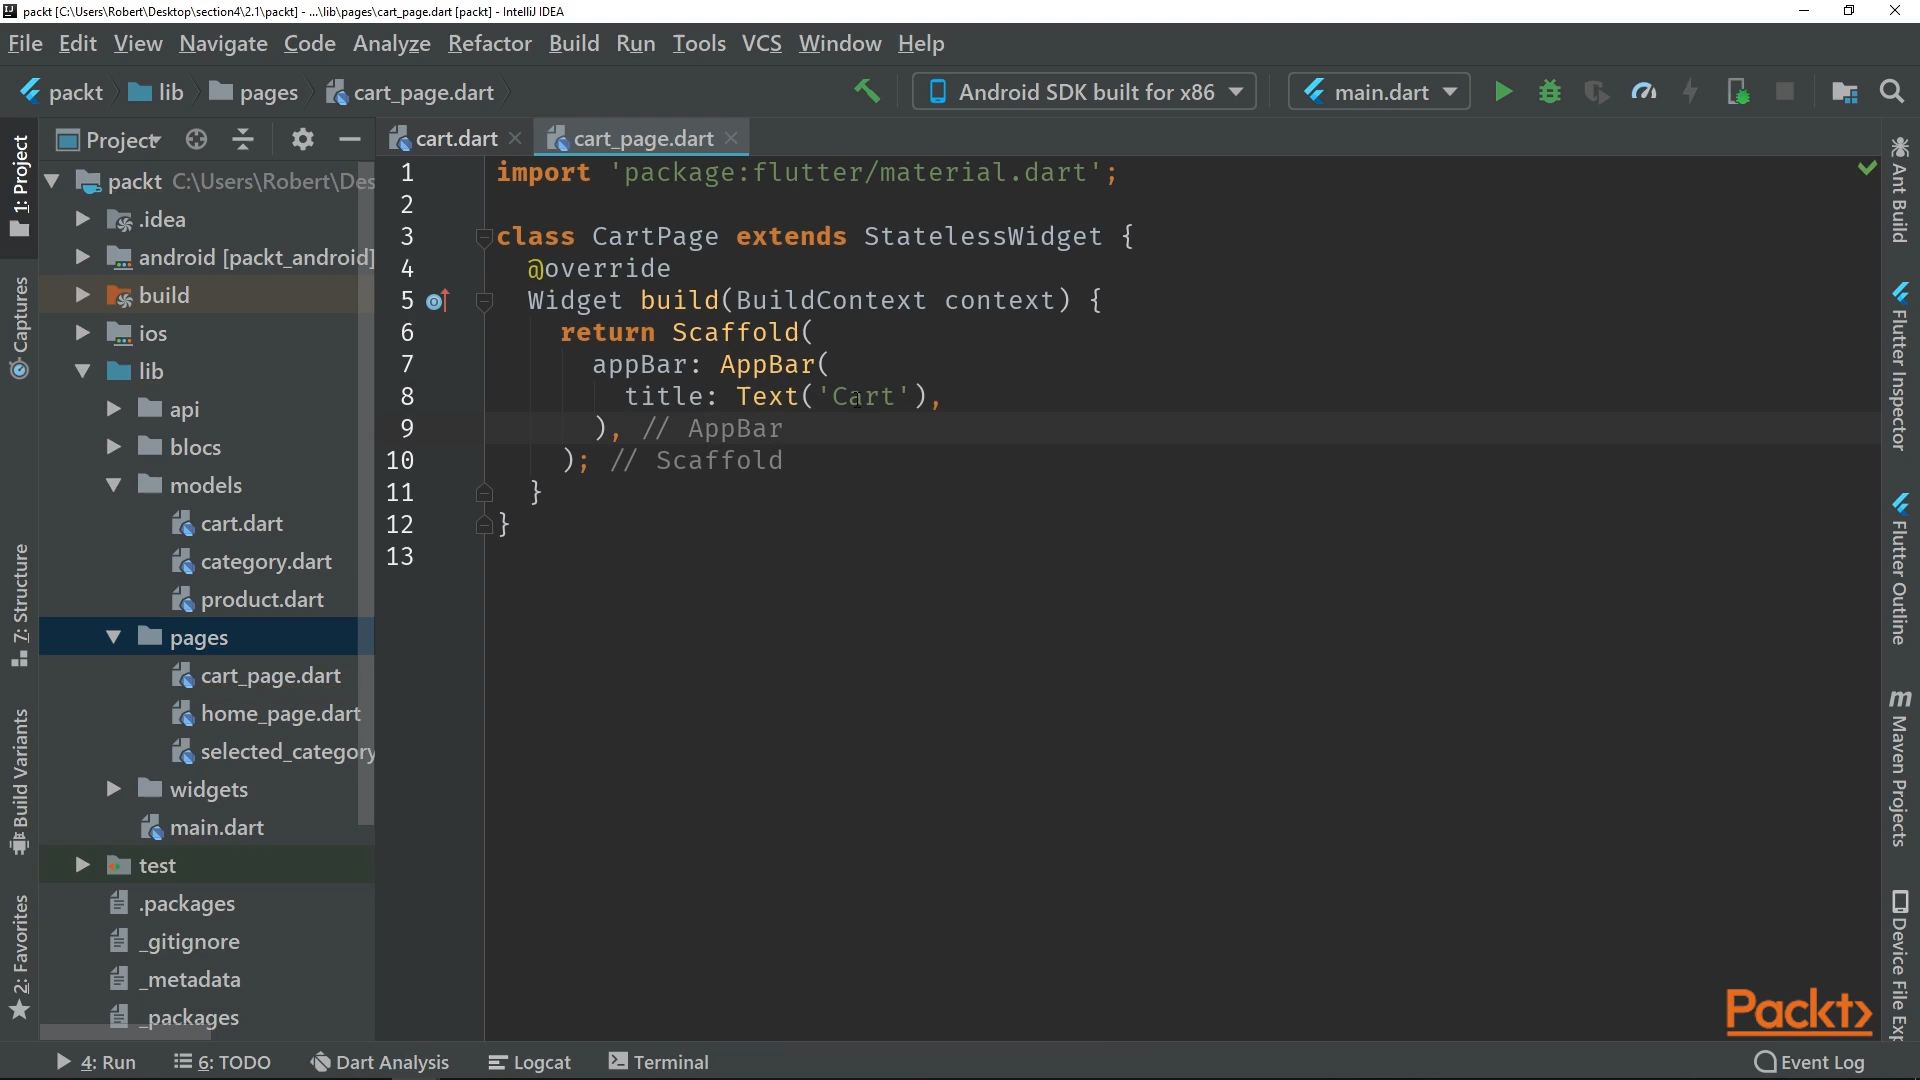 packt [C:\Users\Robert\Desktop\section4\2.1\packt] - ...\lib\pages\cart_page.dart [packt] - IntelliJ IDEA
File Edit View Navigate Code Analyze Refactor Build Run Tools VCS Window Help
packt lib pages cart_page.dart Android SDK built for x86 main.dart
Project cart.dart cart_page.dart
packt C:\Users\Robert\Des
.idea
android [packt_android]
build
ios
lib
api
blocs
models
cart.dart
category.dart
product.dart
pages
cart_page.dart
home_page.dart
selected_category
widgets
main.dart
test
.packages
_gitignore
_metadata
_packages
1 import 'package:flutter/material.dart';
2
3 class CartPage extends StatelessWidget {
4 @override
5 Widget build(BuildContext context) {
6 return Scaffold(
7 appBar: AppBar(
8 title: Text('Cart'),
9 ), // AppBar
10 ); // Scaffold
11 }
12 }
13
1: Project
Captures
7: Structure
Build Variants
2: Favorites
Ant Build
Flutter Inspector
Flutter Outline
Maven Projects
Device File Exp
Packt>
4: Run 6: TODO Dart Analysis Logcat Terminal Event Log